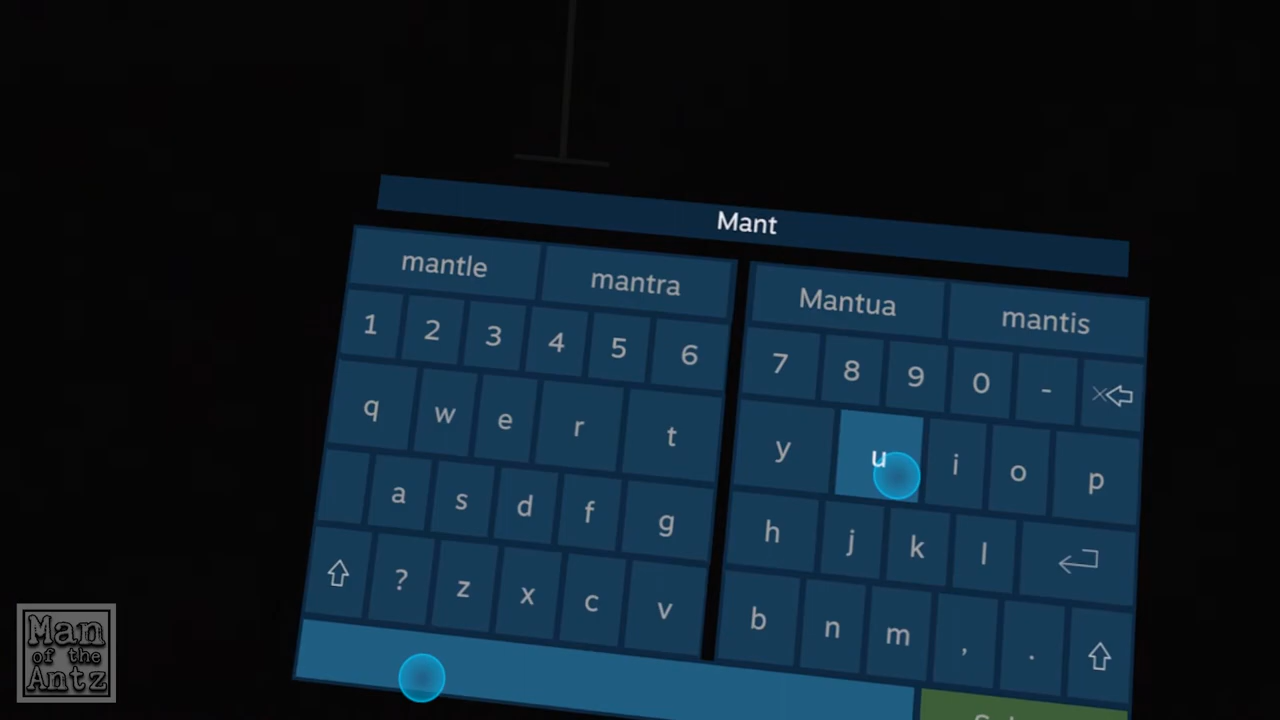 Mant
mantle mantra Mantua mantis
1 2 3 4 5 6 7 8 9 0 -
q w e r t y u i o p
a s d f g h j k l
? z x c v b n m , .
Man
of the
Antz